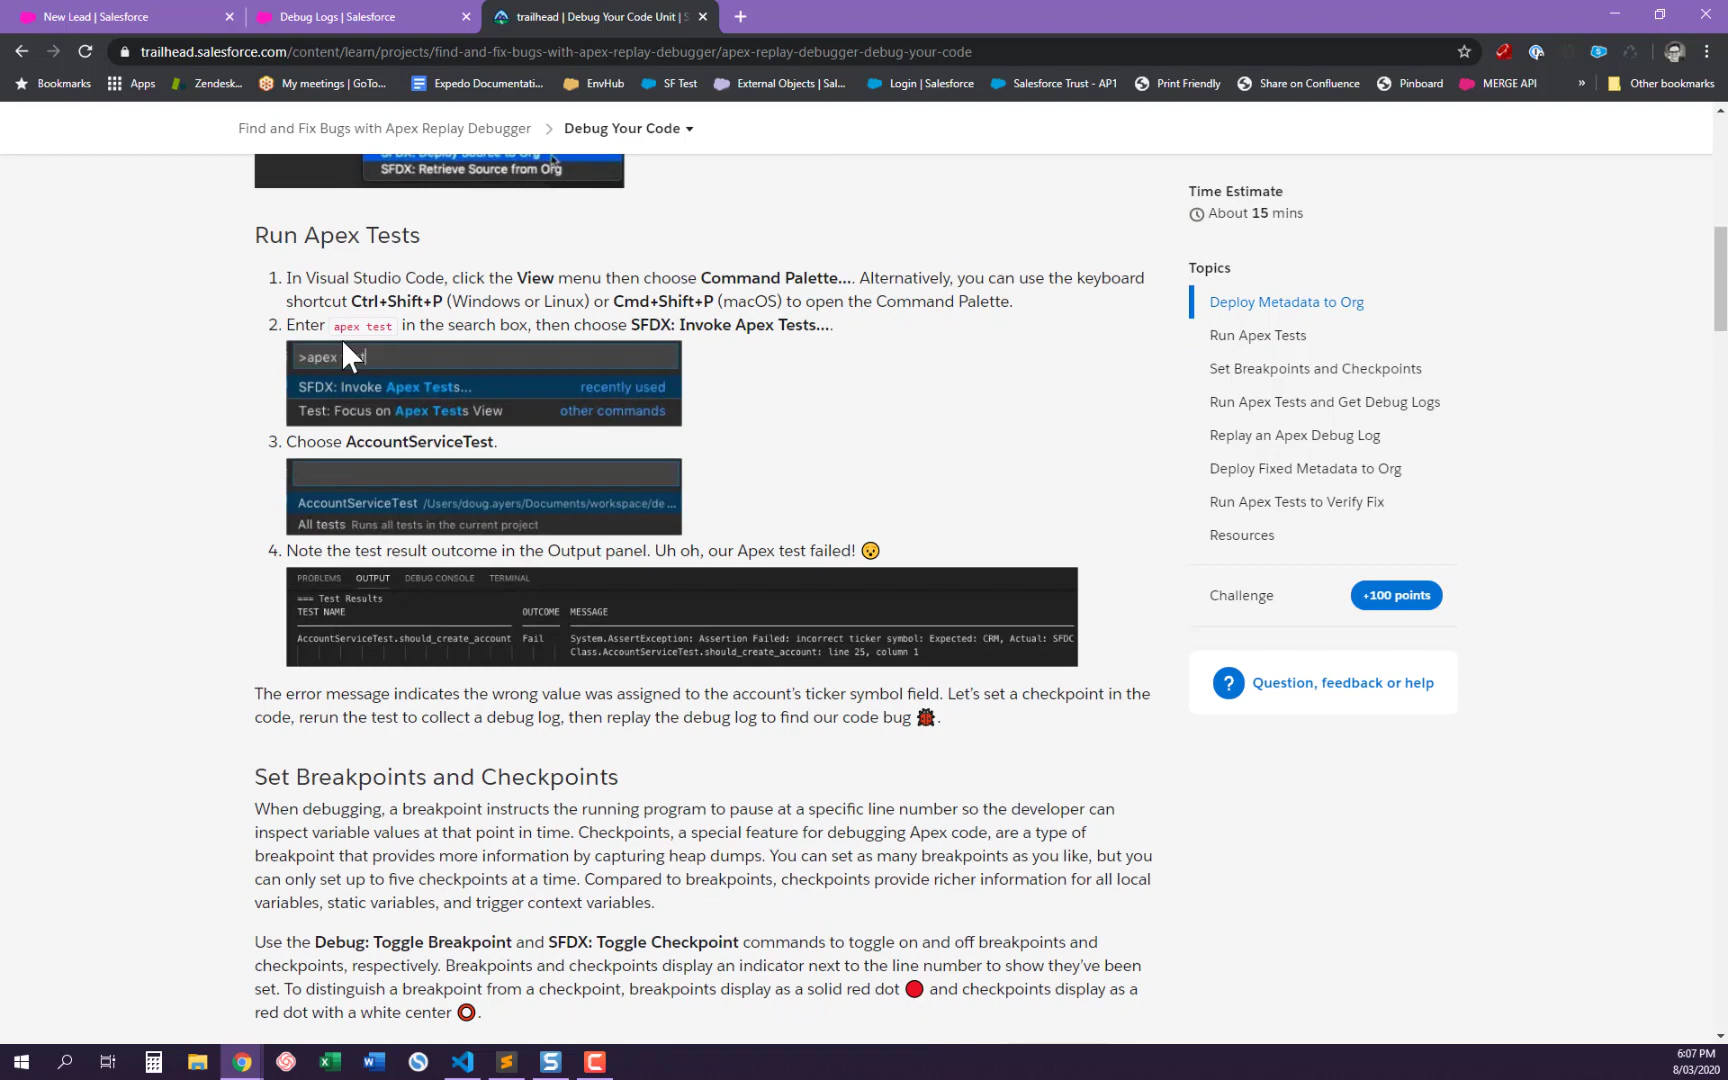 New Lead | Salesforce
Debug Logs | Salesforce
trailhead | Debug Your Code Unit | S
trailhead.salesforce.com/content/learn/projects/find-and-fix-bugs-with-apex-replay-debugger/apex-replay-debugger-debug-your-code
Bookmarks Apps Zendesk... My meetings | GoTo... Expedo Documentati... EnvHub SF Test External Objects | Sal... Login | Salesforce Salesforce Trust - AP1 Print Friendly Share on Confluence Pinboard MERGE API » Other bookmarks
Find and Fix Bugs with Apex Replay Debugger > Debug Your Code
SFDX: Deploy Source to Org
SFDX: Retrieve Source from Org
Run Apex Tests
1. In Visual Studio Code, click the View menu then choose Command Palette.... Alternatively, you can use the keyboard
shortcut Ctrl+Shift+P (Windows or Linux) or Cmd+Shift+P (macOS) to open the Command Palette.
2. Enter apex test in the search box, then choose SFDX: Invoke Apex Tests....
>apex
SFDX: Invoke Apex Tests... recently used
Test: Focus on Apex Tests View other commands
3. Choose AccountServiceTest.
AccountServiceTest /Users/doug.ayers/Documents/workspace/de...
All tests Runs all tests in the current project
4. Note the test result outcome in the Output panel. Uh oh, our Apex test failed! 😯
PROBLEMS OUTPUT DEBUG CONSOLE TERMINAL
=== Test Results
TEST NAME OUTCOME MESSAGE
AccountServiceTest.should_create_account Fail System.AssertException: Assertion Failed: incorrect ticker symbol: Expected: CRM, Actual: SFDC
Class.AccountServiceTest.should_create_account: line 25, column 1
The error message indicates the wrong value was assigned to the account's ticker symbol field. Let's set a checkpoint in the
code, rerun the test to collect a debug log, then replay the debug log to find our code bug 🐞.
Set Breakpoints and Checkpoints
When debugging, a breakpoint instructs the running program to pause at a specific line number so the developer can
inspect variable values at that point in time. Checkpoints, a special feature for debugging Apex code, are a type of
breakpoint that provides more information by capturing heap dumps. You can set as many breakpoints as you like, but you
can only set up to five checkpoints at a time. Compared to breakpoints, checkpoints provide richer information for all local
variables, static variables, and trigger context variables.
Use the Debug: Toggle Breakpoint and SFDX: Toggle Checkpoint commands to toggle on and off breakpoints and
checkpoints, respectively. Breakpoints and checkpoints display an indicator next to the line number to show they've been
set. To distinguish a breakpoint from a checkpoint, breakpoints display as a solid red dot 🔴 and checkpoints display as a
red dot with a white center ⭕.
Time Estimate
About 15 mins
Topics
Deploy Metadata to Org
Run Apex Tests
Set Breakpoints and Checkpoints
Run Apex Tests and Get Debug Logs
Replay an Apex Debug Log
Deploy Fixed Metadata to Org
Run Apex Tests to Verify Fix
Resources
Challenge +100 points
? Question, feedback or help
6:07 PM
8/03/2020